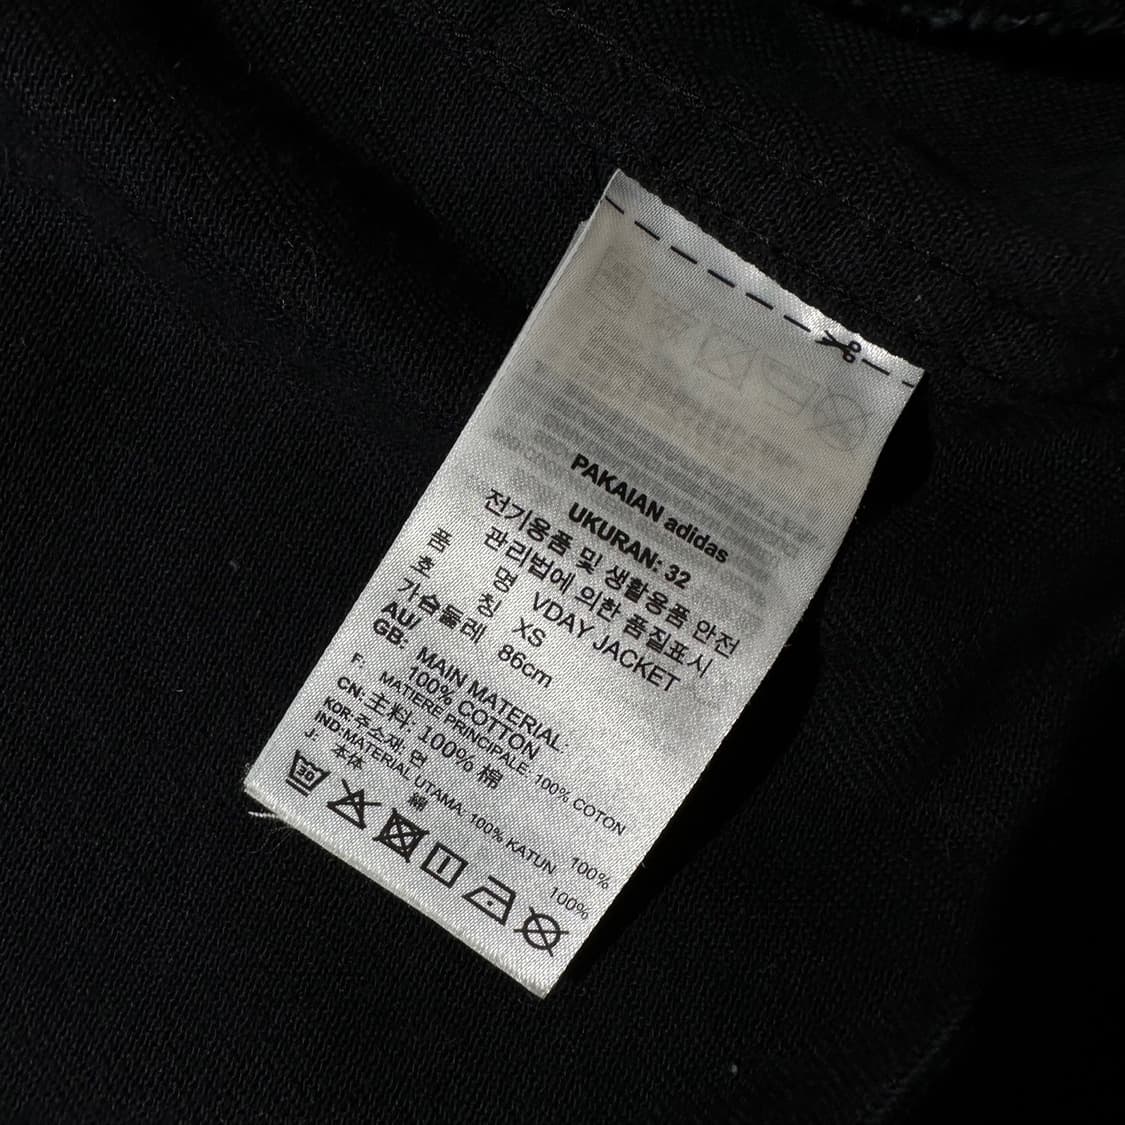 PAKAIAN adidas
UKURAN: 32
전기용품 및 생활용품 안전
관리법에 의한 품질표시
품 명 VDAY JACKET
호 칭 XS
가슴둘레 86cm
AU/
GB: MAIN MATERIAL:
100% COTTON
F: MATIERE PRINCIPALE: 100% COTON
CN: 主料: 100% 棉
KOR: 주소재: 면 100%
IND: MATERIAL UTAMA: 100% KATUN
J: 本体 綿 100%
30